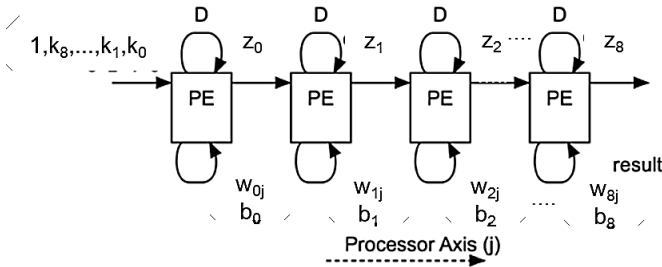 D D D D
1,k₈,...,k₁,k₀ z₀ z₁ z₂ ..... z₈
PE PE PE PE
result
w₀ⱼ w₁ⱼ w₂ⱼ ..... w₈ⱼ
b₀ b₁ b₂ b₈
Processor Axis (j)